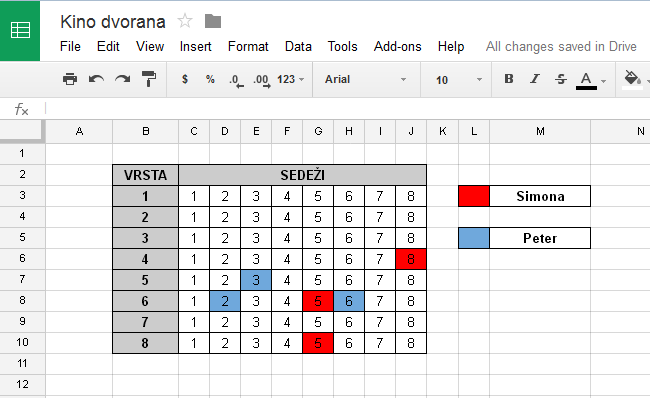 Kino dvorana
File Edit View Insert Format Data Tools Add-ons Help All changes saved in Drive
$ % .0 .00 123 Arial 10 B I S A
fx
A B C D E F G H I J K L M N
1
2 VRSTA SEDEŽI
3 1 1 2 3 4 5 6 7 8 Simona
4 2 1 2 3 4 5 6 7 8
5 3 1 2 3 4 5 6 7 8 Peter
6 4 1 2 3 4 5 6 7 8
7 5 1 2 3 4 5 6 7 8
8 6 1 2 3 4 5 6 7 8
9 7 1 2 3 4 5 6 7 8
10 8 1 2 3 4 5 6 7 8
11
12